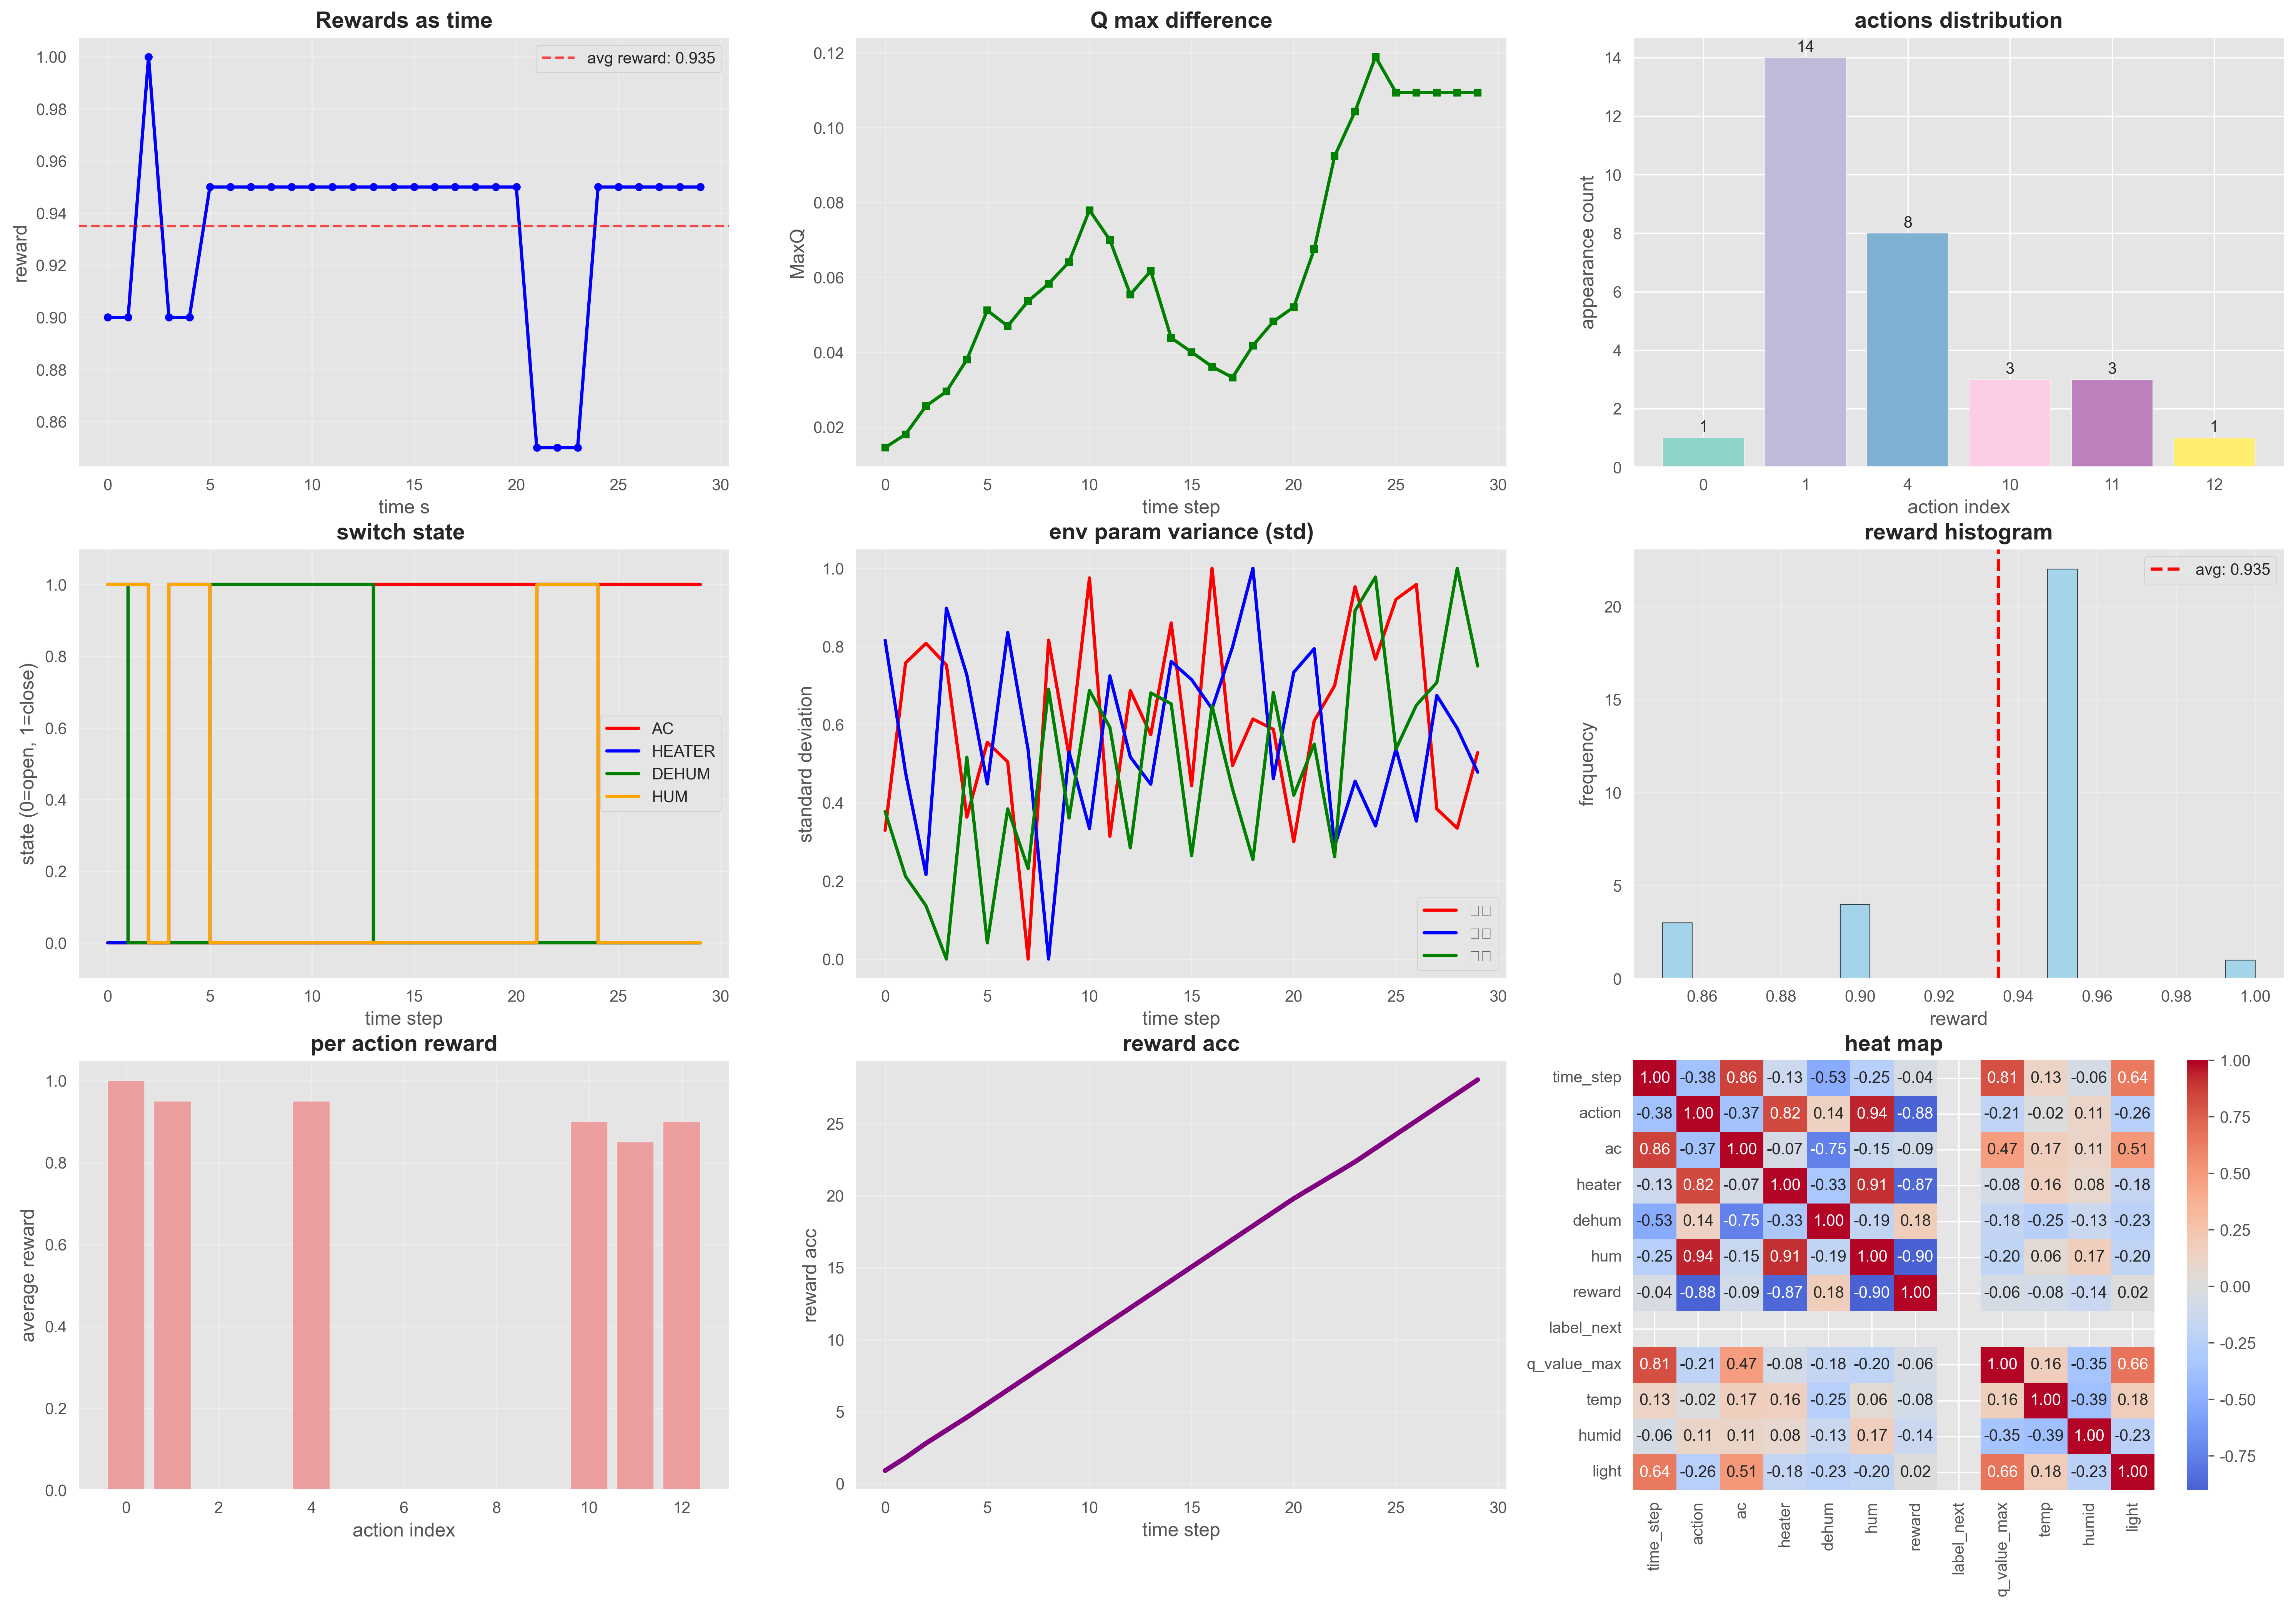 Rewards as time
1.00
0.98
0.96
0.94
0.92
0.90
0.88
0.86
reward
avg reward: 0.935
0 5 10 15 20 25 30
time s
Q max difference
0.12
0.10
0.08
0.06
0.04
0.02
MaxQ
0 5 10 15 20 25 30
time step
actions distribution
14
12
10
8
6
4
2
0
appearance count
1 14 8 3 3 1
0 1 4 10 11 12
action index
switch state
1.0
0.8
0.6
0.4
0.2
0.0
state (0=open, 1=close)
AC
HEATER
DEHUM
HUM
0 5 10 15 20 25 30
time step
env param variance (std)
1.0
0.8
0.6
0.4
0.2
0.0
standard deviation
0 5 10 15 20 25 30
time step
reward histogram
20
15
10
5
0
frequency
avg: 0.935
0.86 0.88 0.90 0.92 0.94 0.96 0.98 1.00
reward
per action reward
1.0
0.8
0.6
0.4
0.2
0.0
average reward
0 2 4 6 8 10 12
action index
reward acc
25
20
15
10
5
0
reward acc
0 5 10 15 20 25 30
time step
heat map
time_step 1.00 -0.38 0.86 -0.13 -0.53 -0.25 -0.04 0.81 0.13 -0.06 0.64
action -0.38 1.00 -0.37 0.82 0.14 0.94 -0.88 -0.21 -0.02 0.11 -0.26
ac 0.86 -0.37 1.00 -0.07 -0.75 -0.15 -0.09 0.47 0.17 0.11 0.51
heater -0.13 0.82 -0.07 1.00 -0.33 0.91 -0.87 -0.08 0.16 0.08 -0.18
dehum -0.53 0.14 -0.75 -0.33 1.00 -0.19 0.18 -0.18 -0.25 -0.13 -0.23
hum -0.25 0.94 -0.15 0.91 -0.19 1.00 -0.90 -0.20 0.06 0.17 -0.20
reward -0.04 -0.88 -0.09 -0.87 0.18 -0.90 1.00 -0.06 -0.08 -0.14 0.02
label_next
q_value_max 0.81 -0.21 0.47 -0.08 -0.18 -0.20 -0.06 1.00 0.16 -0.35 0.66
temp 0.13 -0.02 0.17 0.16 -0.25 0.06 -0.08 0.16 1.00 -0.39 0.18
humid -0.06 0.11 0.11 0.08 -0.13 0.17 -0.14 -0.35 -0.39 1.00 -0.23
light 0.64 -0.26 0.51 -0.18 -0.23 -0.20 0.02 0.66 0.18 -0.23 1.00
time_step action ac heater dehum hum reward label_next q_value_max temp humid light
1.00
0.75
0.50
0.25
0.00
-0.25
-0.50
-0.75